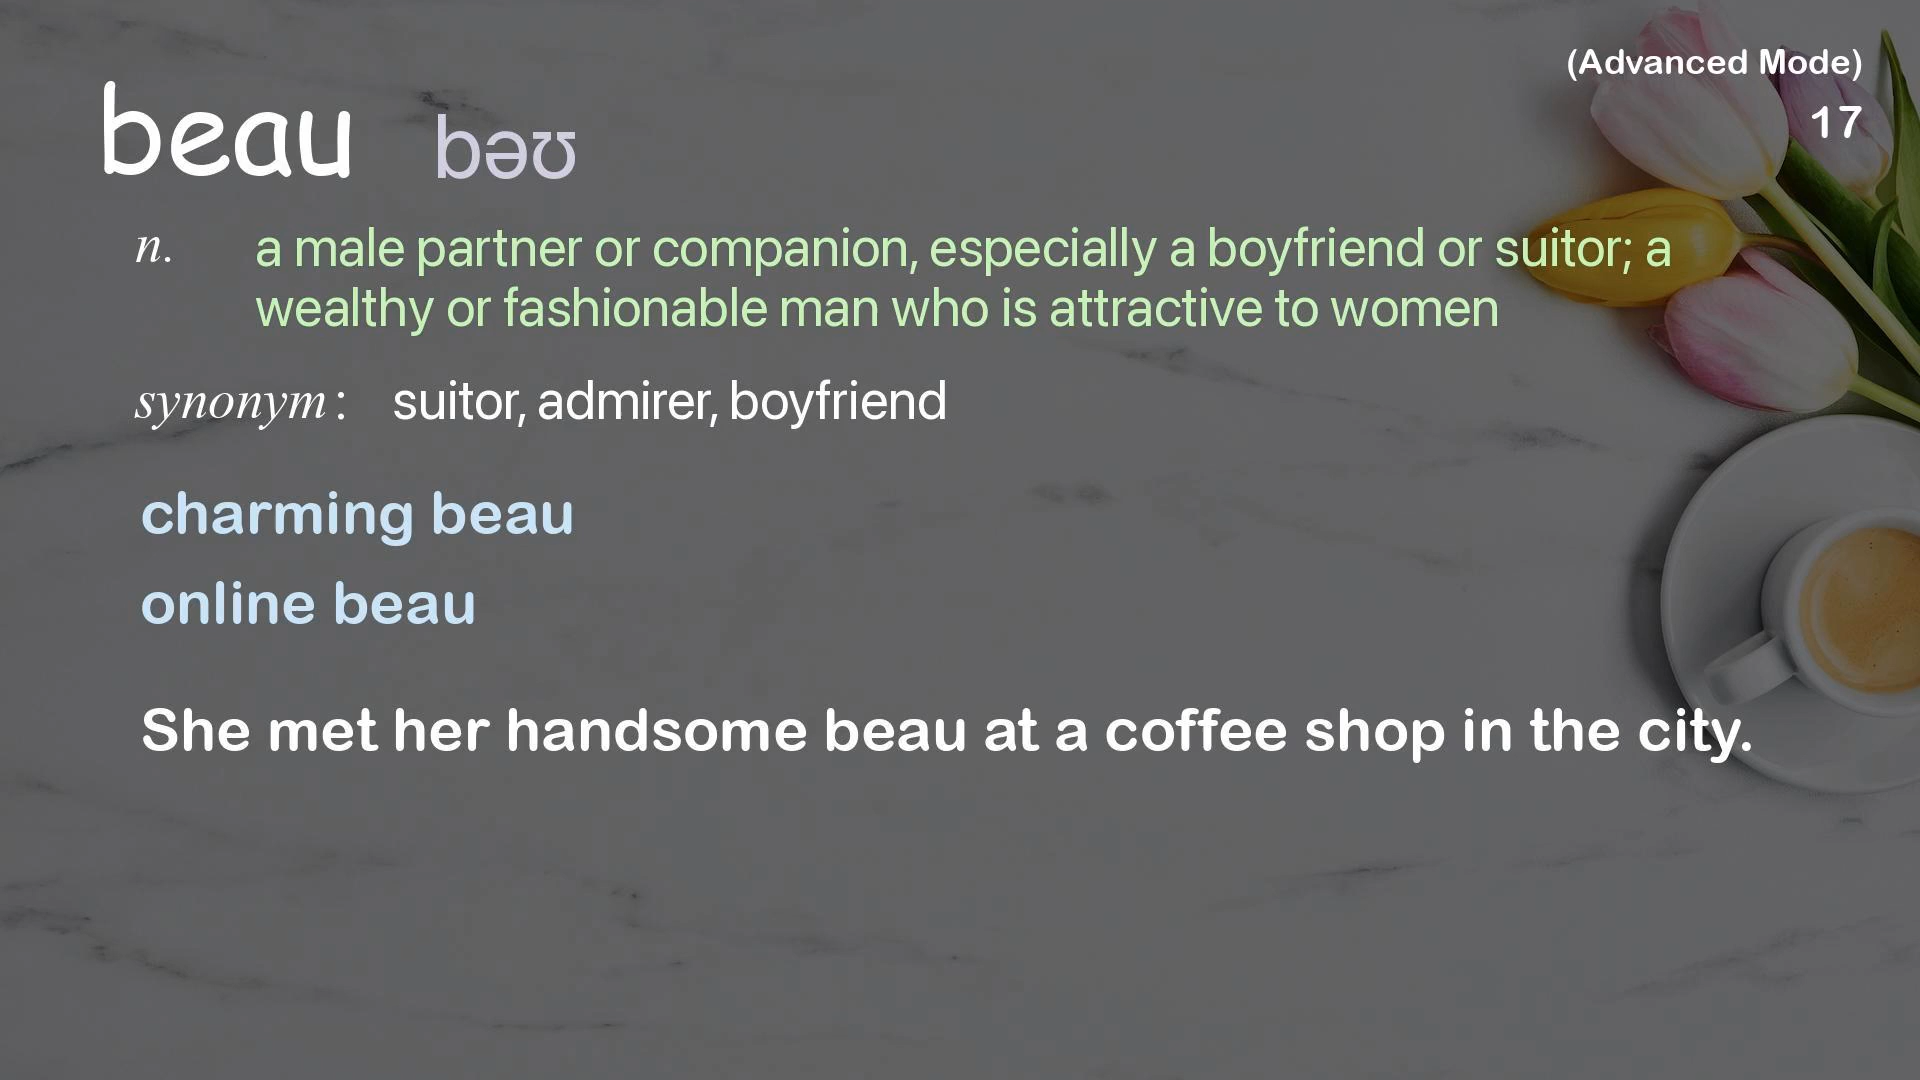 (Advanced Mode)
17
beau bəʊ
n. a male partner or companion, especially a boyfriend or suitor; a
wealthy or fashionable man who is attractive to women
synonym: suitor, admirer, boyfriend
charming beau
online beau
She met her handsome beau at a coffee shop in the city.